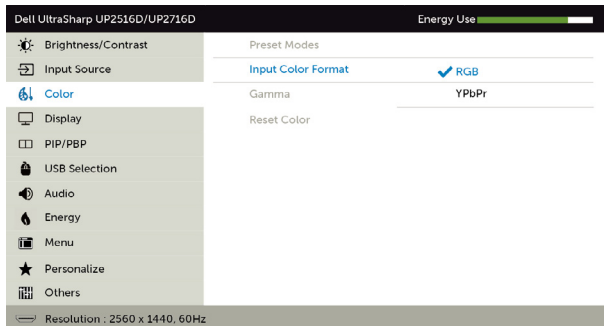 Dell UltraSharp UP2516D/UP2716D Energy Use
Brightness/Contrast Preset Modes
Input Source Input Color Format RGB
Color Gamma YPbPr
Display Reset Color
PIP/PBP
USB Selection
Audio
Energy
Menu
Personalize
Others
Resolution : 2560 x 1440, 60Hz